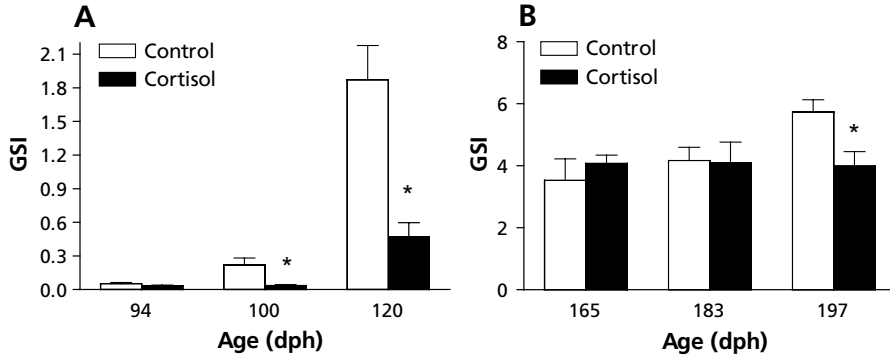 A
GSI
2.1
1.8
1.5
1.2
0.9
0.6
0.3
0.0
Control
Cortisol
*
*
94 100 120
Age (dph)
B
GSI
8
6
4
2
0
Control
Cortisol
*
165 183 197
Age (dph)